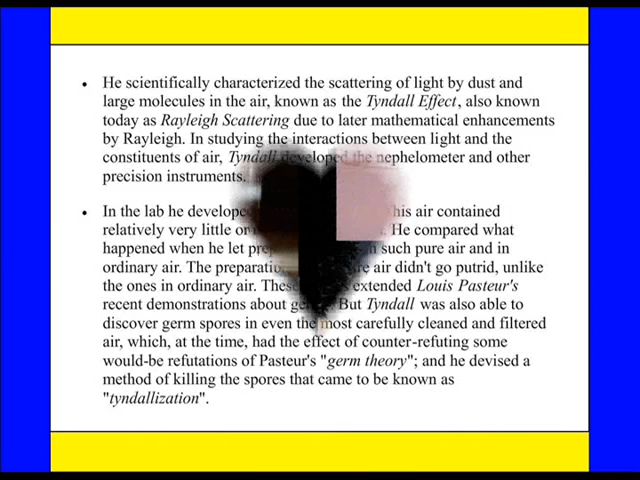 He scientifically characterized the scattering of light by dust and
large molecules in the air, known as the Tyndall Effect, also known
today as Rayleigh Scattering due to later mathematical enhancements
by Rayleigh. In studying the interactions between light and the
constituents of air, Tyndall developed the nephelometer and other
precision instruments.
In the lab he air contained
relatively very little He compared what
happened when he let such pure air and in
ordinary air. The air didn't go putrid, unlike
the ones in ordinary air. extended Louis Pasteur's
recent demonstrations about But Tyndall was also able to
discover germ spores in even the most carefully cleaned and filtered
air, which, at the time, had the effect of counter-refuting some
would-be refutations of Pasteur's "germ theory"; and he devised a
method of killing the spores that came to be known as
"tyndallization".